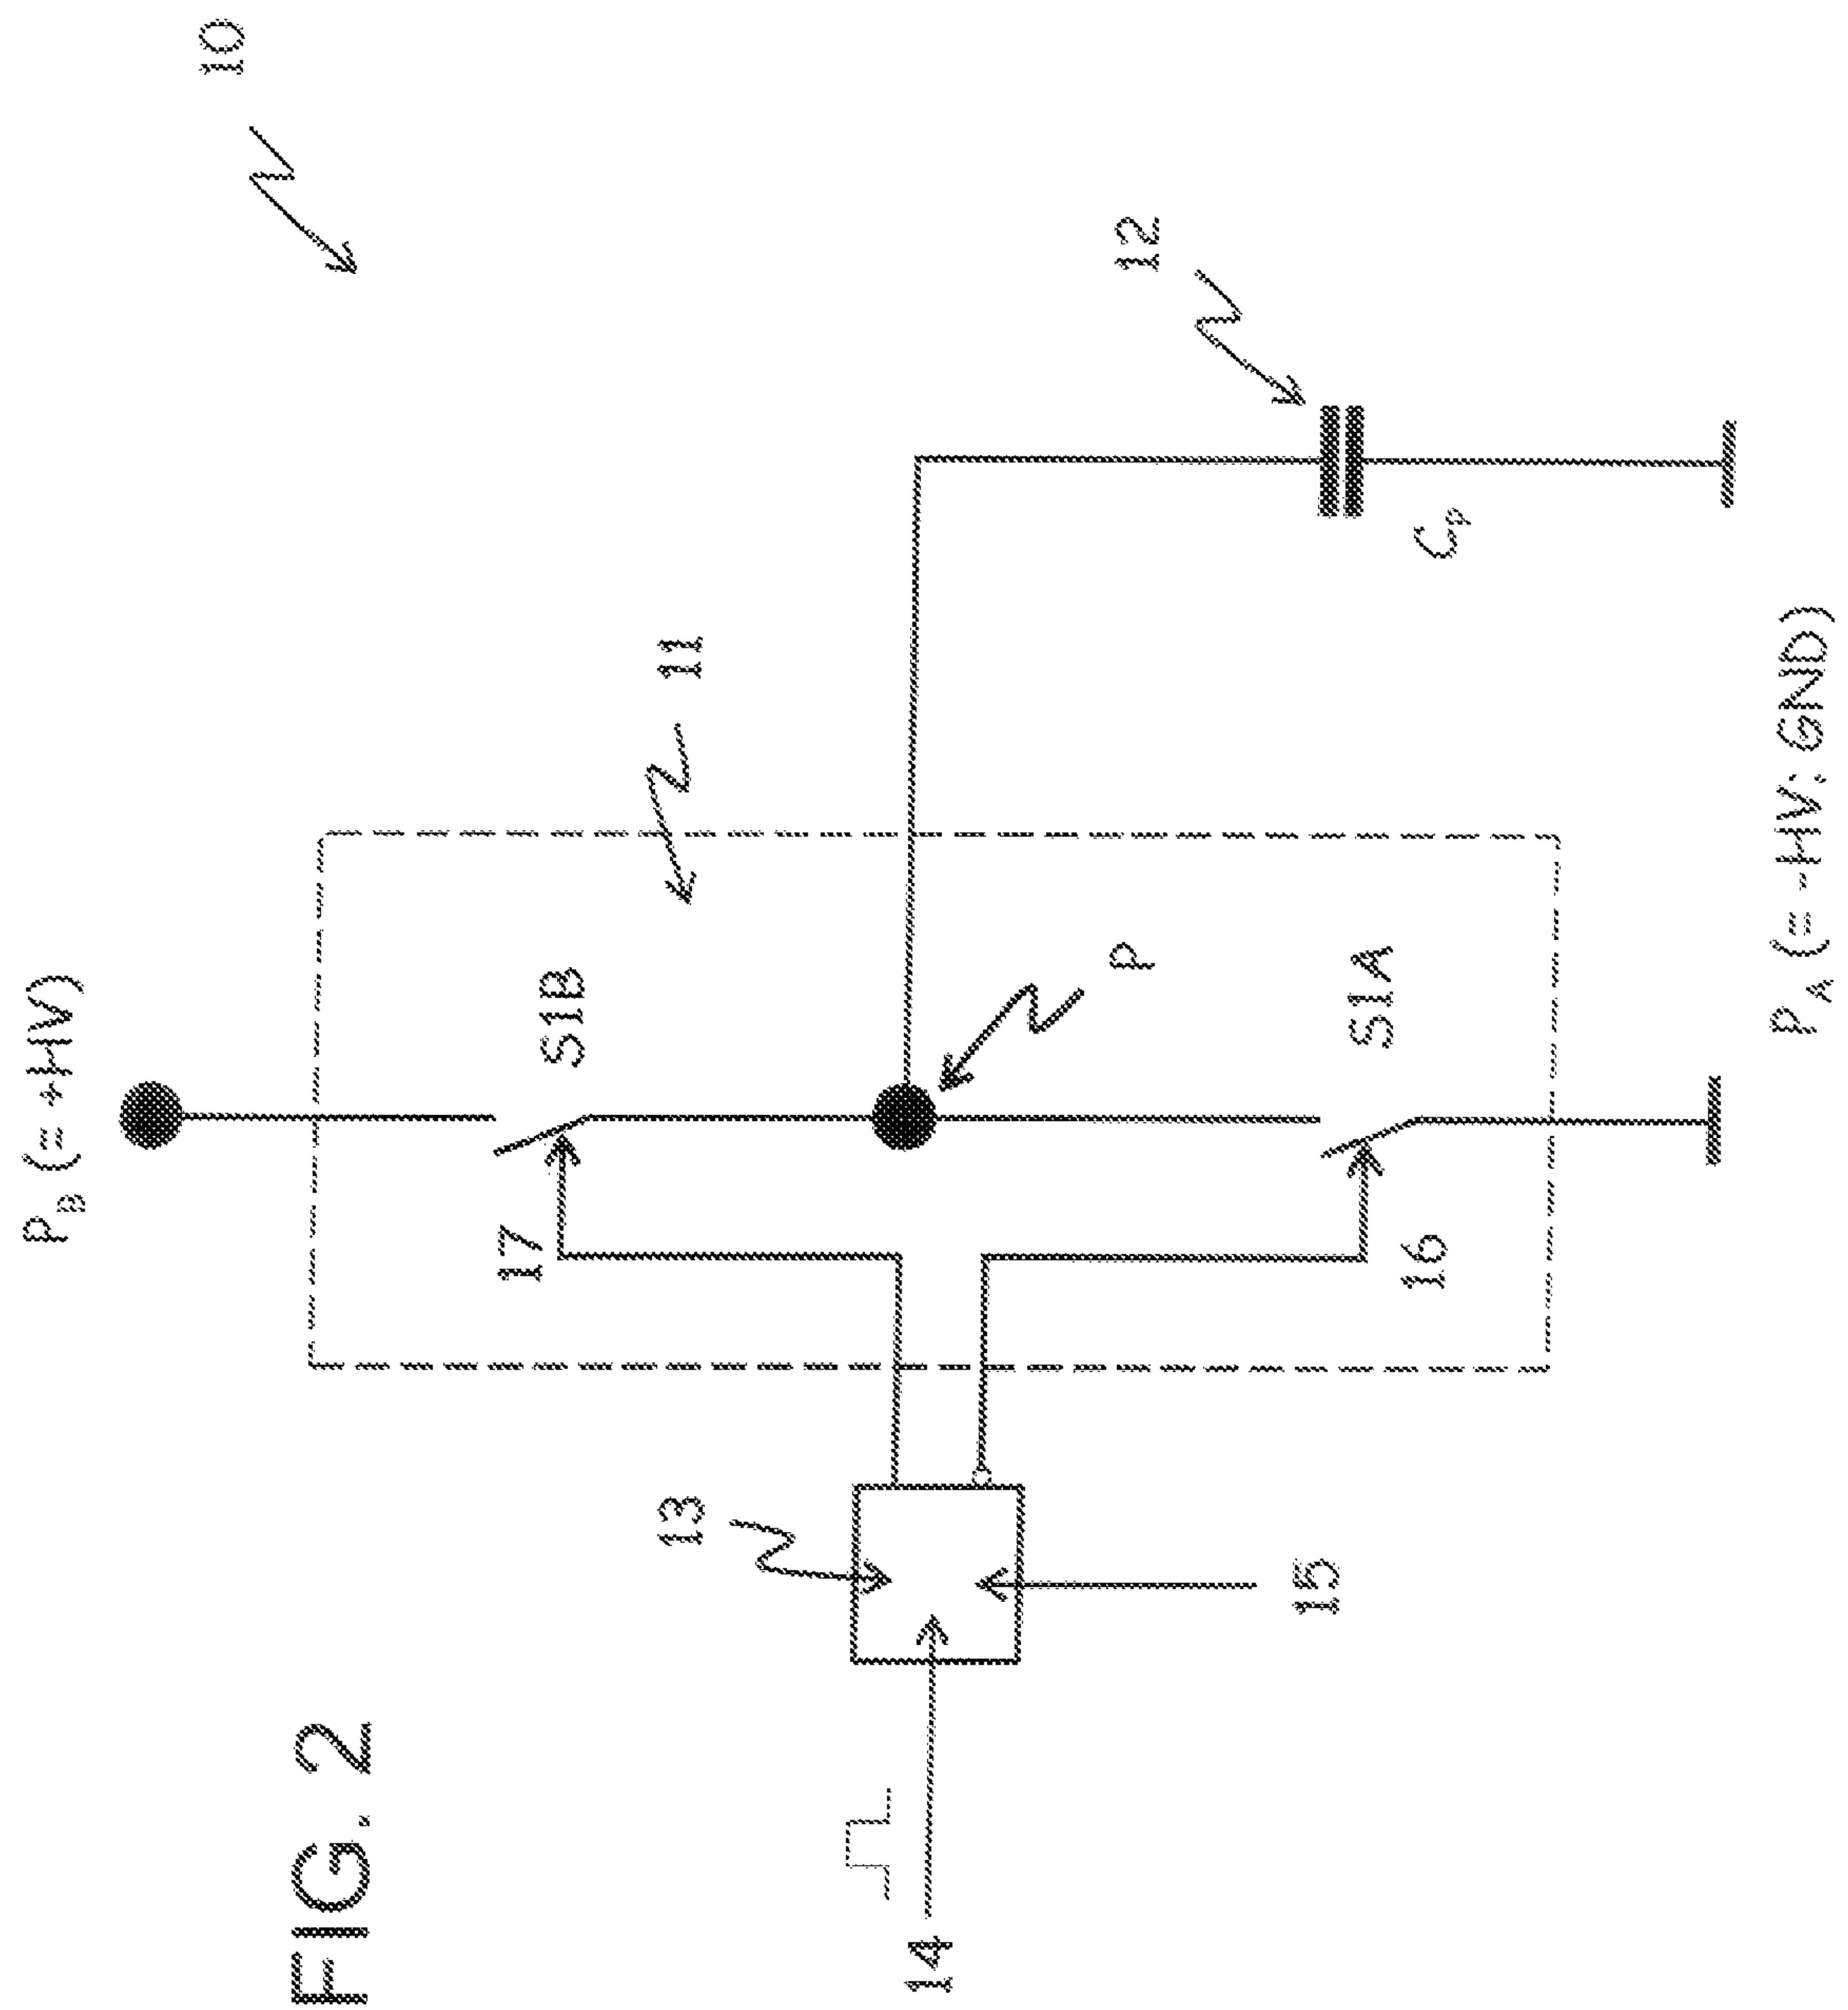 FIG. 2
10
P_B (= +HV)
11
S1B
17
13
P
12
14
C_p
15
16
S1A
P_A (= -HV; GND)